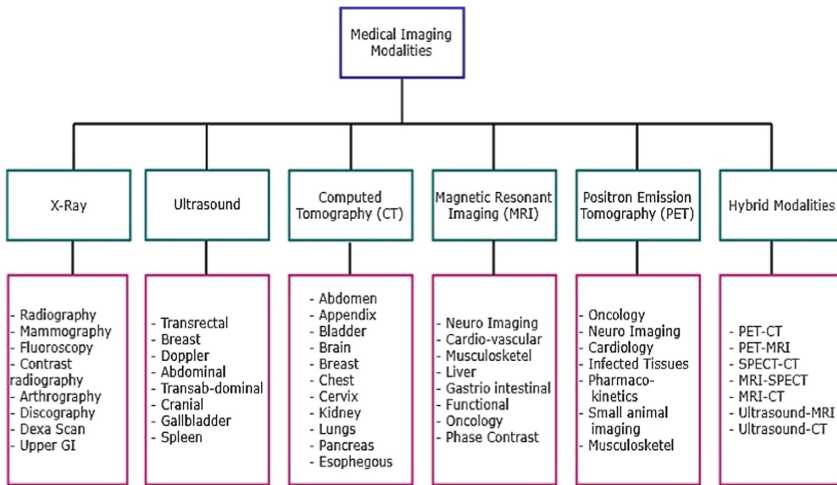 Medical Imaging
Modalities
X-Ray
Ultrasound
Computed
Tomography (CT)
Magnetic Resonant
Imaging (MRI)
Positron Emission
Tomography (PET)
Hybrid Modalities
- Radiography
- Mammography
- Fluoroscopy
- Contrast
radiography
- Arthrography
- Discography
- Dexa Scan
- Upper GI
- Transrectal
- Breast
- Doppler
- Abdominal
- Transab-dominal
- Cranial
- Gallbladder
- Spleen
- Abdomen
- Appendix
- Bladder
- Brain
- Breast
- Chest
- Cervix
- Kidney
- Lungs
- Pancreas
- Esophegous
- Neuro Imaging
- Cardio-vascular
- Musculosketel
- Liver
- Gastro intestinal
- Functional
- Oncology
- Phase Contrast
- Oncology
- Neuro Imaging
- Cardiology
- Infected Tissues
- Pharmaco-
kinetics
- Small animal
imaging
- Musculosketel
- PET-CT
- PET-MRI
- SPECT-CT
- MRI-SPECT
- MRI-CT
- Ultrasound-MRI
- Ultrasound-CT